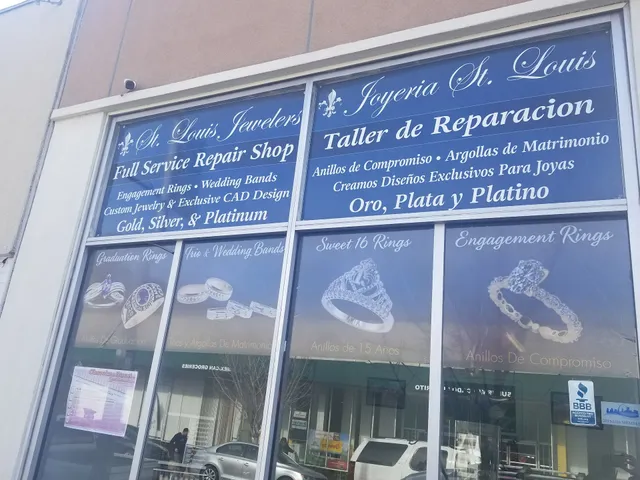 St. Louis Jewelers
Full Service Repair Shop
Engagement Rings • Wedding Bands
Custom Jewelry & Exclusive CAD Design
Gold, Silver, & Platinum
Joyeria St. Louis
Taller de Reparacion
Anillos de Compromiso • Argollas de Matrimonio
Creamos Diseños Exclusivos Para Joyas
Oro, Plata y Platino
Graduation Rings
Trio & Wedding Bands
Sweet 16 Rings
Anillos de 15 Anos
Engagement Rings
Anillos De Compromiso
BBB